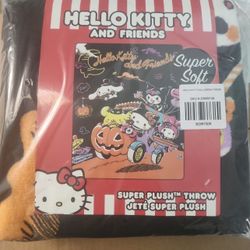 HELLO KITTY
AND FRIENDS
Hello Kitty
and Friends
Super
Soft
SUPER PLUSH™ THROW
JETÉ SUPER PLUSH